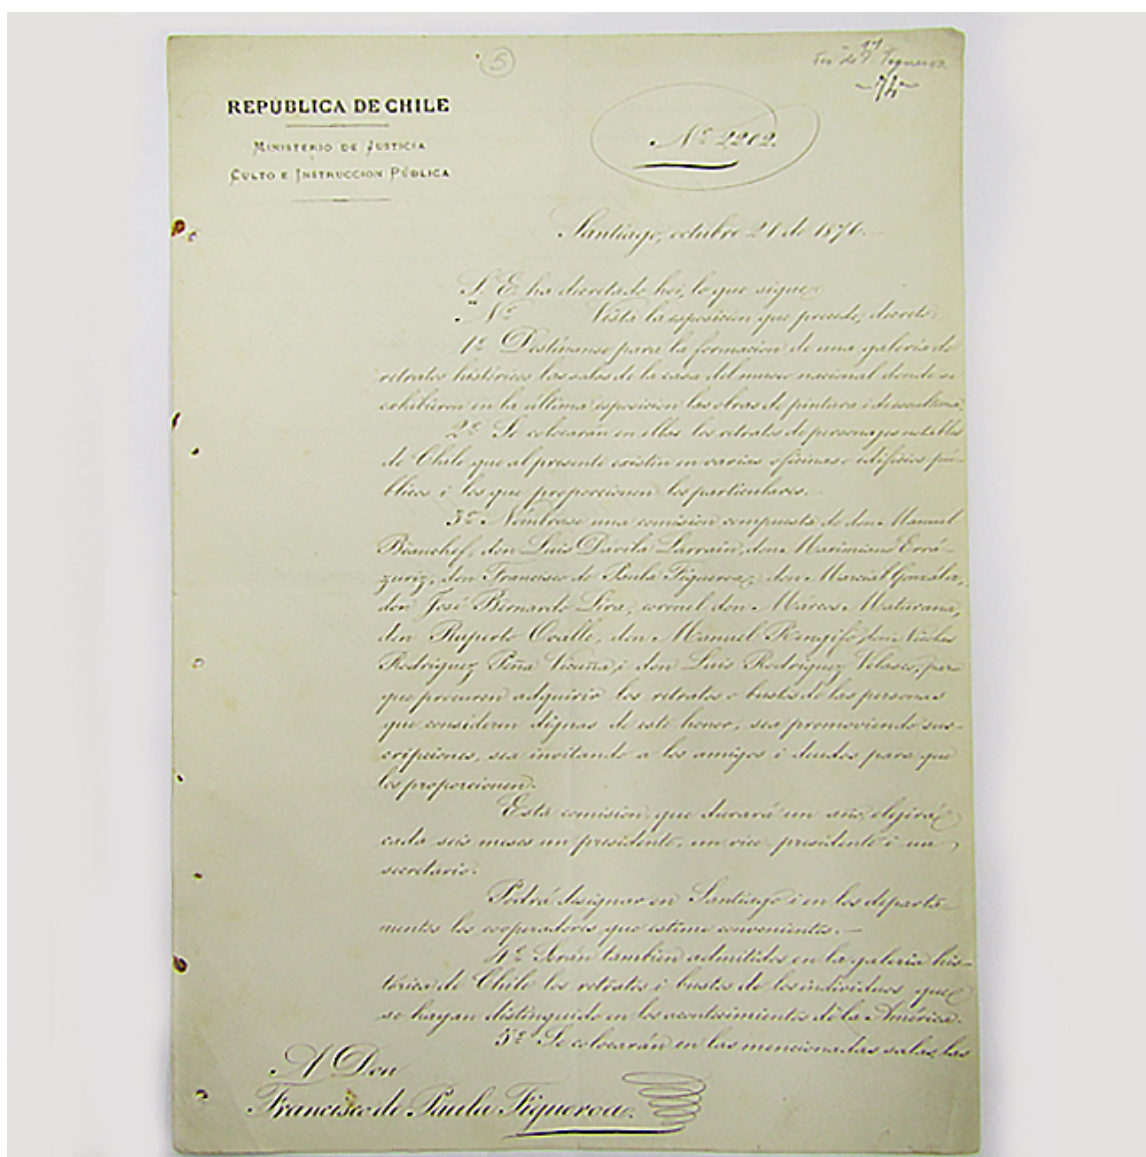 5
Figueroa
REPÚBLICA DE CHILE
Nº 2202.
MINISTERIO DE JUSTICIA
CULTO E INSTRUCCION PÚBLICA
Santiago, octubre 21 de 1876.
S. E. ha decretado hoi, lo que sigue:
"Nº Vista la esposicion que precede, decreto:
1º Destínanse para la formacion de una galería de
retratos históricos las salas de la casa del museo nacional donde se
exhibieron en la última esposicion las obras de pintura i de escultura.
2º Se colocarán en ellas los retratos de personajes notables
de Chile que al presente existen en varias oficinas o edificios pú-
blicos i los que proporcionen los particulares.
3º Nómbrase una comision compuesta de don Manuel
Beauchef, don Luis Dávila Larrain, don Maximiano Errá-
zuriz, don Francisco de Paula Figueroa, don Marcial González,
don José Bernardo Lira, coronel don Márcos Maturana,
don Ruperto Ovalle, don Manuel Rengifo, don Nicolas
Rodriguez Peña Vicuña, i don Luis Rodriguez Velasco, para
que procuren adquirir los retratos o bustos de las personas
que consideren dignas de este honor, sea promoviendo sus-
cripciones, sea invitando a los amigos i deudos para que
los proporcionen.
Esta comision, que durará un año, elejirá
cada seis meses un presidente, un vice-presidente i un
secretario.
Podrá designar en Santiago i en los departa-
mentos los cooperadores que estime convenientes.—
4º Serán tambien admitidos en la galería his-
tórica de Chile los retratos i bustos de los individuos que
se hayan distinguido en los acontecimientos de la América.
5º Se colocarán en las mencionadas salas, las
A Don
Francisco de Paula Figueroa.